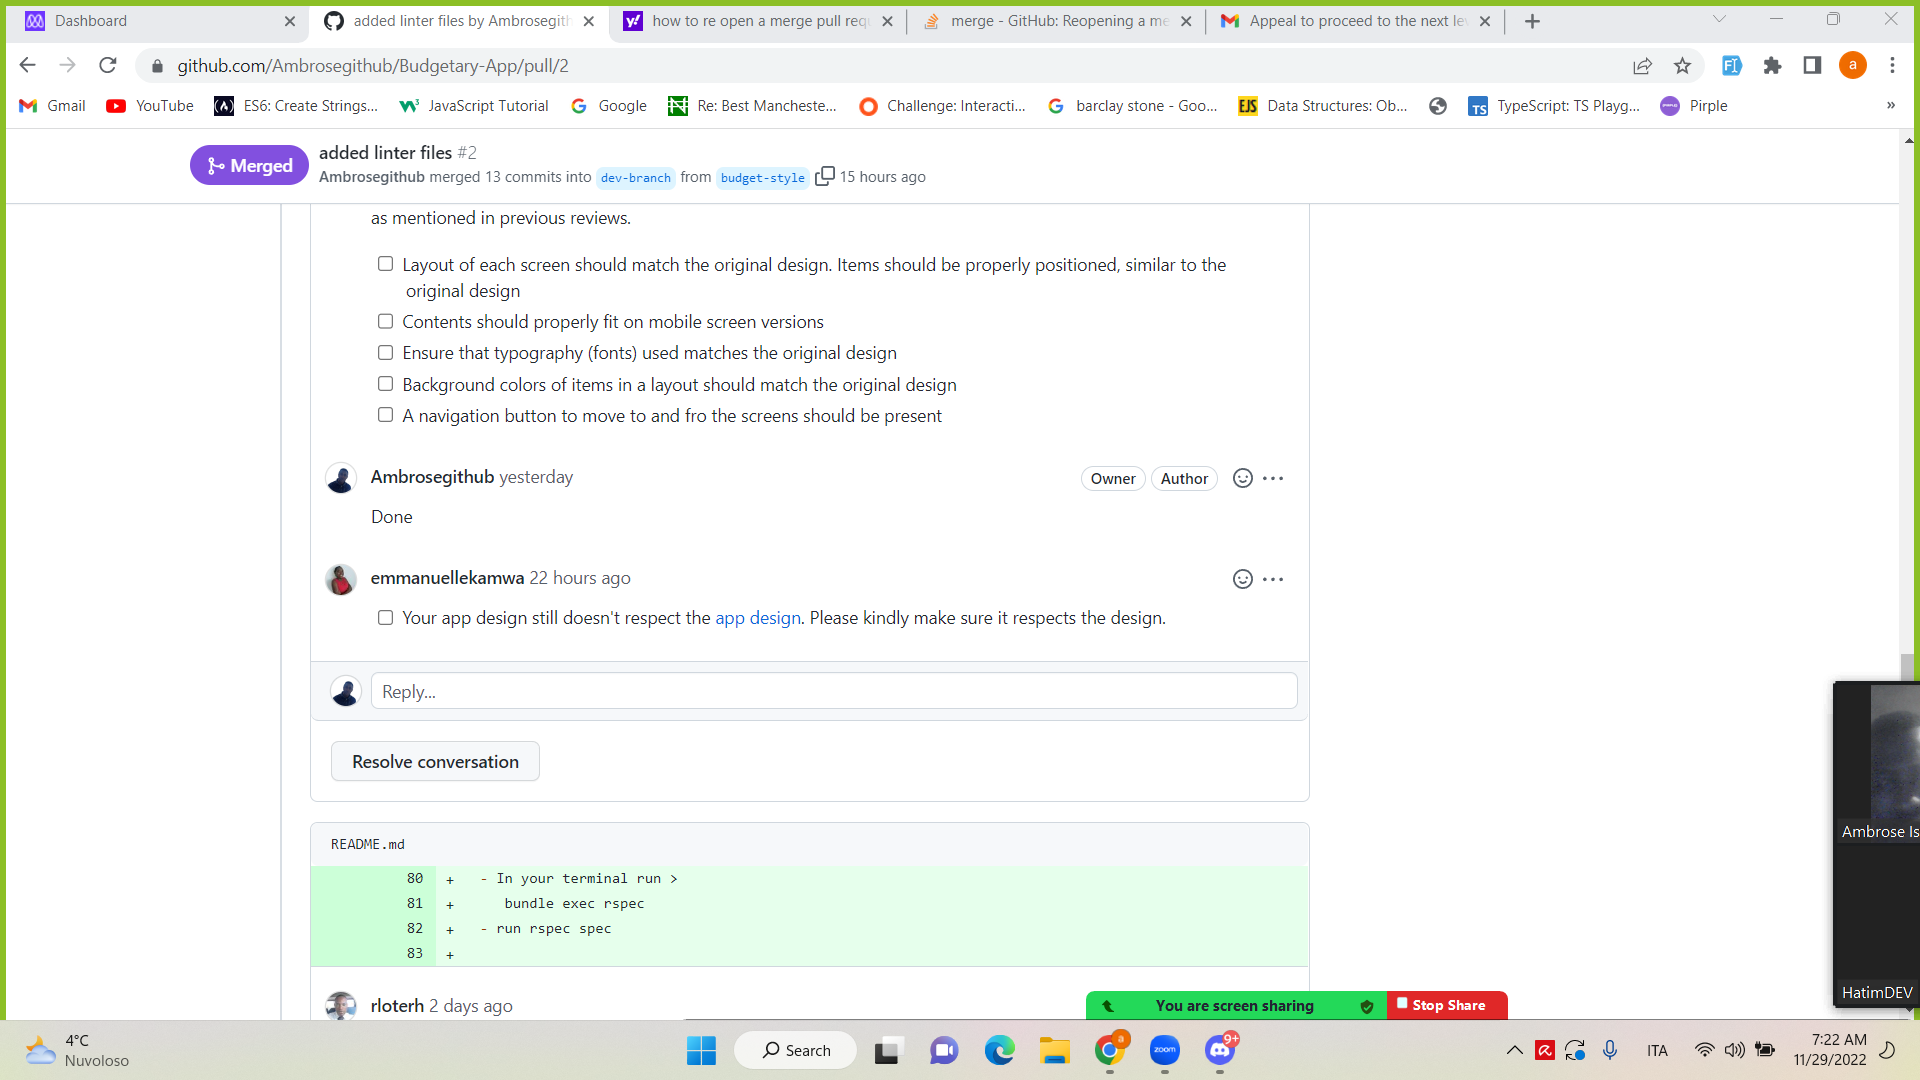 Dashboard
added linter files by Ambrosegith
how to re open a merge pull requ
merge - GitHub: Reopening a me
Appeal to proceed to the next lev
github.com/Ambrosegithub/Budgetary-App/pull/2
Gmail
YouTube
ES6: Create Strings...
JavaScript Tutorial
Google
Re: Best Mancheste...
Challenge: Interacti...
barclay stone - Goo...
Data Structures: Ob...
TypeScript: TS Playg...
Pirple
»
Merged
added linter files #2
Ambrosegithub merged 13 commits into dev-branch from budget-style 15 hours ago
as mentioned in previous reviews.
Layout of each screen should match the original design. Items should be properly positioned, similar to the
original design
Contents should properly fit on mobile screen versions
Ensure that typography (fonts) used matches the original design
Background colors of items in a layout should match the original design
A navigation button to move to and fro the screens should be present
Ambrosegithub yesterday
Owner
Author
Done
emmanuellekamwa 22 hours ago
Your app design still doesn't respect the app design. Please kindly make sure it respects the design.
Reply...
Resolve conversation
README.md
80 + - In your terminal run >
81 + bundle exec rspec
82 + - run rspec spec
83 +
rloterh 2 days ago
You are screen sharing
Stop Share
Ambrose Is
HatimDEV
4°C
Nuvoloso
Search
zoom
9+
ITA
7:22 AM
11/29/2022